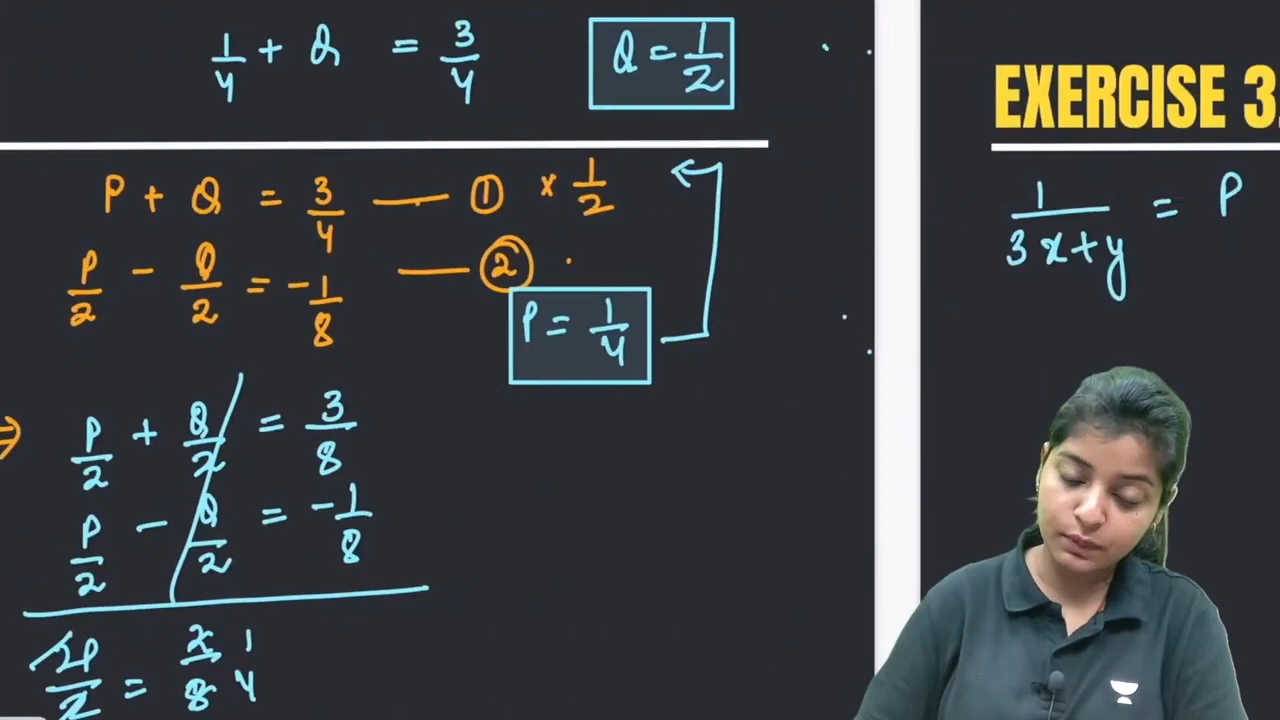 1/4 + Q = 3/4 Q = 1/2
P + Q = 3/4 —— ① × 1/2
P/2 - Q/2 = -1/8 —— ②
P = 1/4
⇒ P/2 + Q/2 = 3/8
P/2 - Q/2 = -1/8
2P/2 = 2/8 1/4
EXERCISE 3.
1/(3x+y) = P